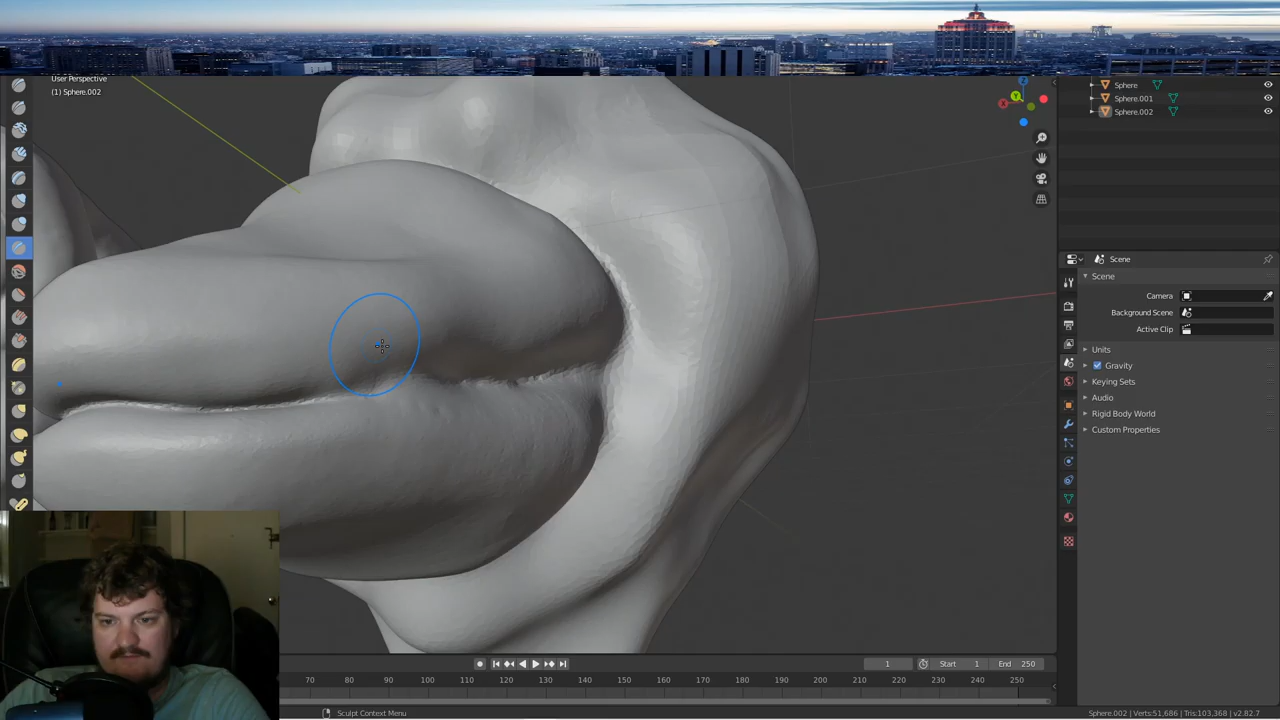 User Perspective
(1) Sphere.002
Sphere
Sphere.001
Sphere.002
Z
Y
X
Scene
Scene
Camera
Background Scene
Active Clip
Units
Gravity
Keying Sets
Audio
Rigid Body World
Custom Properties
1
Start 1
End 250
70 80 90 100 110 120 130 140 150 160 170 180 190 200 210 220 230 240 250
Sculpt Context Menu
Sphere.002 | Verts:51,686 | Tris:103,368 | v2.82.7